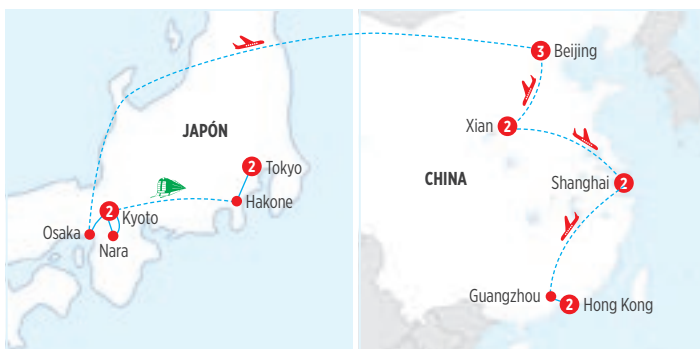 JAPÓN
2 Tokyo
Hakone
2 Kyoto
Osaka
Nara
3 Beijing
Xian 2
CHINA
Shanghai 2
Guangzhou
2 Hong Kong